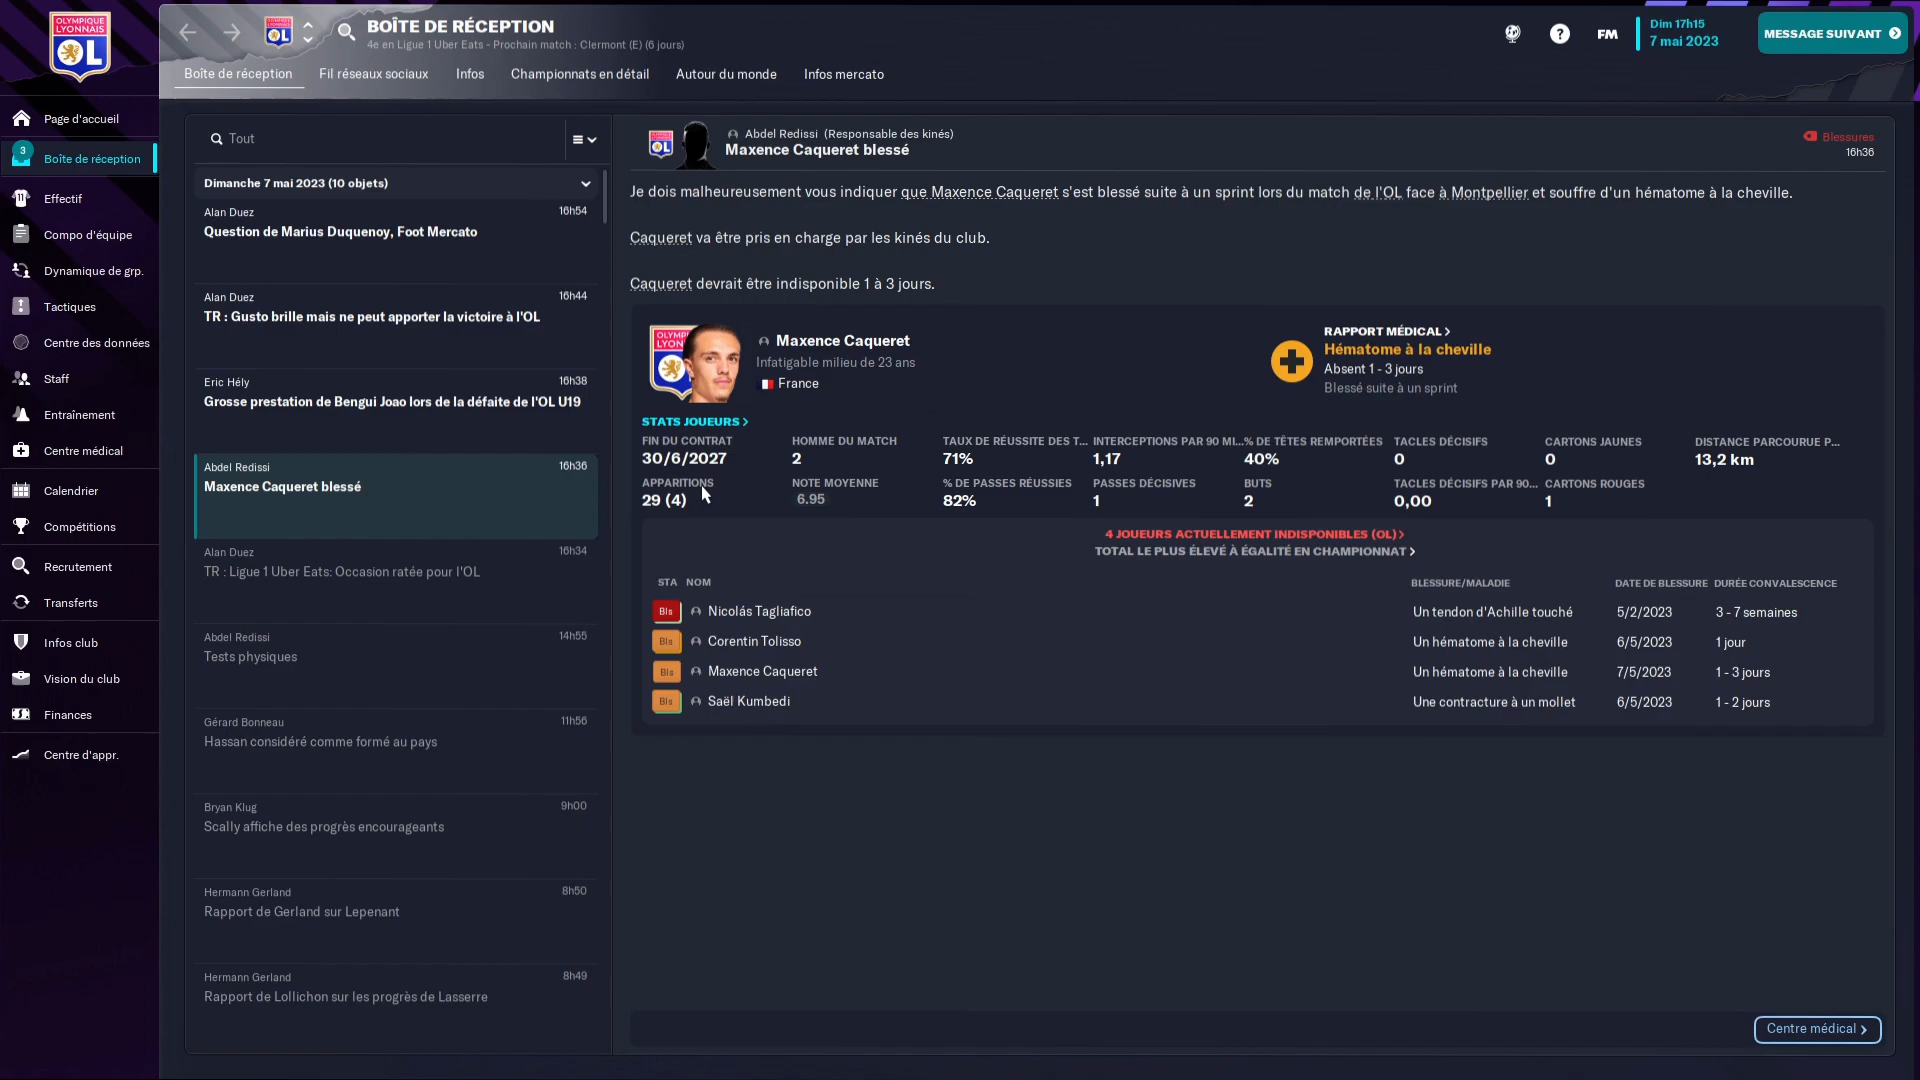 OLYMPIQUE
LYONNAIS
OL
BOÎTE DE RÉCEPTION
4e en Ligue 1 Uber Eats - Prochain match : Clermont (E) (6 jours)
FM
Dim 17h15
7 mai 2023
MESSAGE SUIVANT
Boîte de réception
Fil réseaux sociaux
Infos
Championnats en détail
Autour du monde
Infos mercato
Page d'accueil
3
Boîte de réception
Effectif
Compo d'équipe
Dynamique de grp.
Tactiques
Centre des données
Staff
Entraînement
Centre médical
Calendrier
Compétitions
Recrutement
Transferts
Infos club
Vision du club
Finances
Centre d'appr.
Tout
Dimanche 7 mai 2023 (10 objets)
Alan Duez 16h54
Question de Marius Duquenoy, Foot Mercato
Alan Duez 16h44
TR : Gusto brille mais ne peut apporter la victoire à l'OL
Eric Hély 16h38
Grosse prestation de Bengui Joao lors de la défaite de l'OL U19
Abdel Redissi 16h36
Maxence Caqueret blessé
Alan Duez 16h34
TR : Ligue 1 Uber Eats: Occasion ratée pour l'OL
Abdel Redissi 14h55
Tests physiques
Gérard Bonneau 11h56
Hassan considéré comme formé au pays
Bryan Klug 9h00
Scally affiche des progrès encourageants
Hermann Gerland 8h50
Rapport de Gerland sur Lepenant
Hermann Gerland 8h49
Rapport de Lollichon sur les progrès de Lasserre
Abdel Redissi (Responsable des kinés)
Maxence Caqueret blessé
Blessures
16h36
Je dois malheureusement vous indiquer que Maxence Caqueret s'est blessé suite à un sprint lors du match de l'OL face à Montpellier et souffre d'un hématome à la cheville.
Caqueret va être pris en charge par les kinés du club.
Caqueret devrait être indisponible 1 à 3 jours.
Maxence Caqueret
Infatigable milieu de 23 ans
France
RAPPORT MÉDICAL
Hématome à la cheville
Absent 1 - 3 jours
Blessé suite à un sprint
STATS JOUEURS
FIN DU CONTRAT HOMME DU MATCH TAUX DE RÉUSSITE DES T... INTERCEPTIONS PAR 90 MI... % DE TÊTES REMPORTÉES TACLES DÉCISIFS CARTONS JAUNES DISTANCE PARCOURUE P...
30/6/2027 2 71% 1,17 40% 0 0 13,2 km
APPARITIONS NOTE MOYENNE % DE PASSES RÉUSSIES PASSES DÉCISIVES BUTS TACLES DÉCISIFS PAR 90... CARTONS ROUGES
29 (4) 6.95 82% 1 2 0,00 1
4 JOUEURS ACTUELLEMENT INDISPONIBLES (OL)
TOTAL LE PLUS ÉLEVÉ À ÉGALITÉ EN CHAMPIONNAT
STA NOM BLESSURE/MALADIE DATE DE BLESSURE DURÉE CONVALESCENCE
Bls Nicolás Tagliafico Un tendon d'Achille touché 5/2/2023 3 - 7 semaines
Bls Corentin Tolisso Un hématome à la cheville 6/5/2023 1 jour
Bls Maxence Caqueret Un hématome à la cheville 7/5/2023 1 - 3 jours
Bls Saël Kumbedi Une contracture à un mollet 6/5/2023 1 - 2 jours
Centre médical